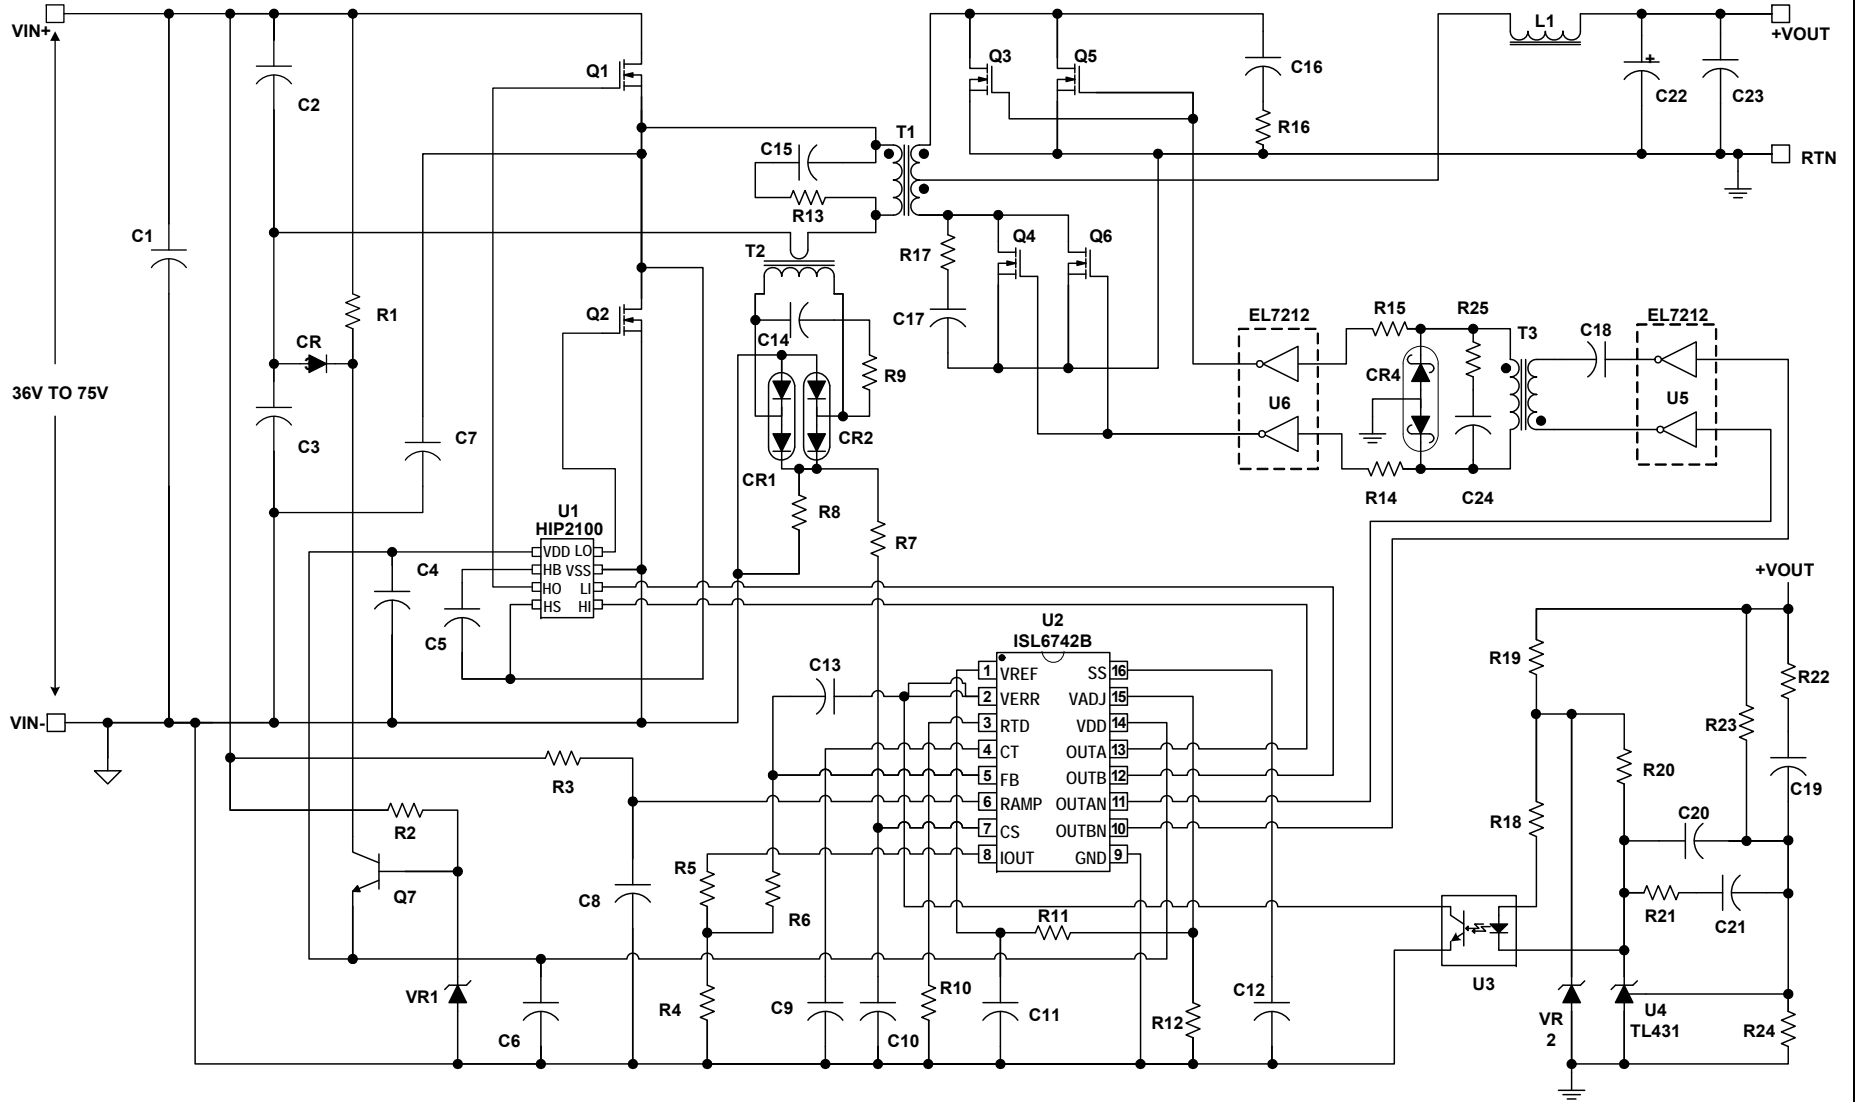 VIN+
36V TO 75V
VIN-
C1
C2
CR
C3
R1
C7
Q1
Q2
C15
R13
T1
T2
C14
R9
CR1
CR2
R8
R7
Q3
Q5
C16
R16
R17
C17
Q4
Q6
L1
+
C22
C23
+VOUT
RTN
EL7212
U6
R15
R25
CR4
R14
C24
T3
C18
EL7212
U5
U1
HIP2100
VDD LO
HB VSS
HO LI
HS HI
C4
C5
R3
R2
Q7
VR1
C6
C8
R5
R6
R4
C13
C9
C10
R10
C11
R11
R12
C12
U2
ISL6742B
1 VREF SS 16
2 VERR VADJ 15
3 RTD VDD 14
4 CT OUTA 13
5 FB OUTB 12
6 RAMP OUTAN 11
7 CS OUTBN 10
8 IOUT GND 9
+VOUT
R19
R22
R23
R20
C19
R18
C20
R21
C21
U3
VR
2
U4
TL431
R24